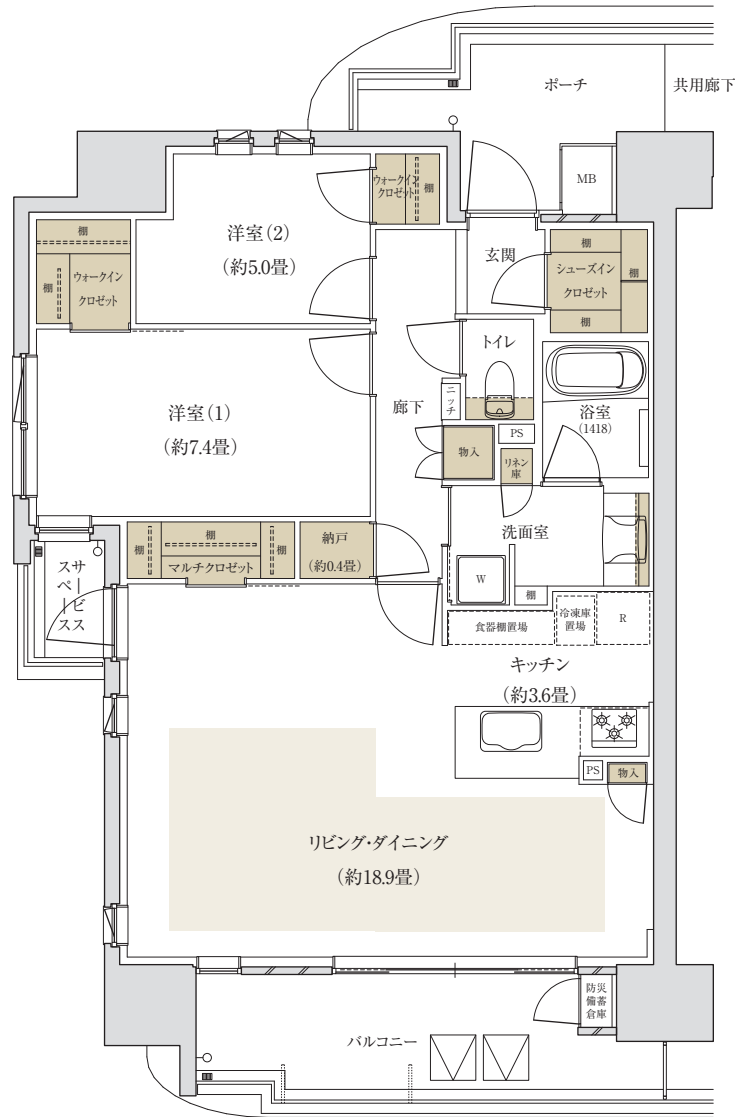 ポーチ
共用廊下
MB
ウォークイン
クロゼット
棚
洋室(2)
(約5.0畳)
玄関
棚
シューズイン
クロゼット
棚
棚
棚
棚
ウォークイン
クロゼット
トイレ
ニッチ
廊下
洋室(1)
(約7.4畳)
浴室
(1418)
PS
物入
リネン
庫
洗面室
納戸
(約0.4畳)
棚
棚
棚
マルチクロゼット
サービス
スペース
W
棚
食器棚置場
冷凍庫
置場
R
キッチン
(約3.6畳)
PS
物入
リビング・ダイニング
(約18.9畳)
防災
備蓄
倉庫
バルコニー